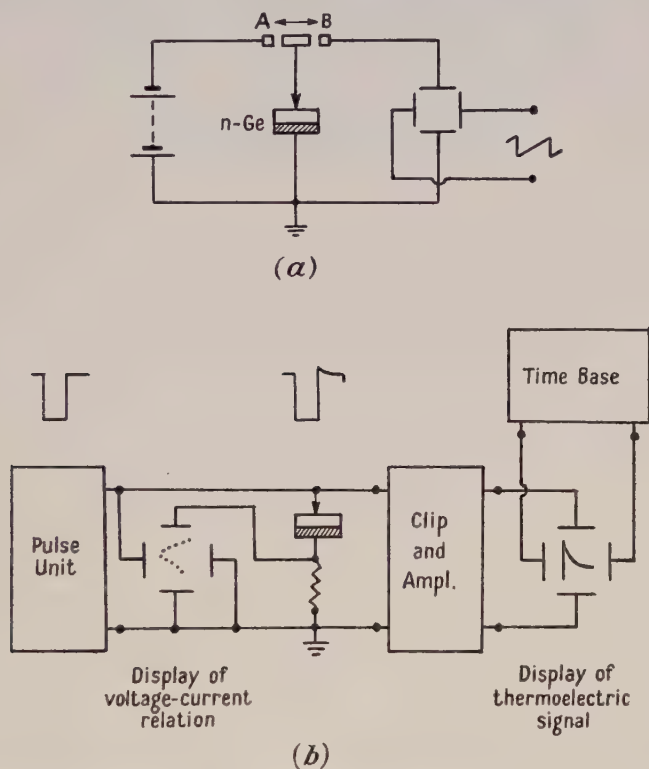 A B
n-Ge
(a)
Time Base
Pulse
Unit
Clip
and
Ampl.
Display of
voltage-current
relation
Display of
thermoelectric
signal
(b)